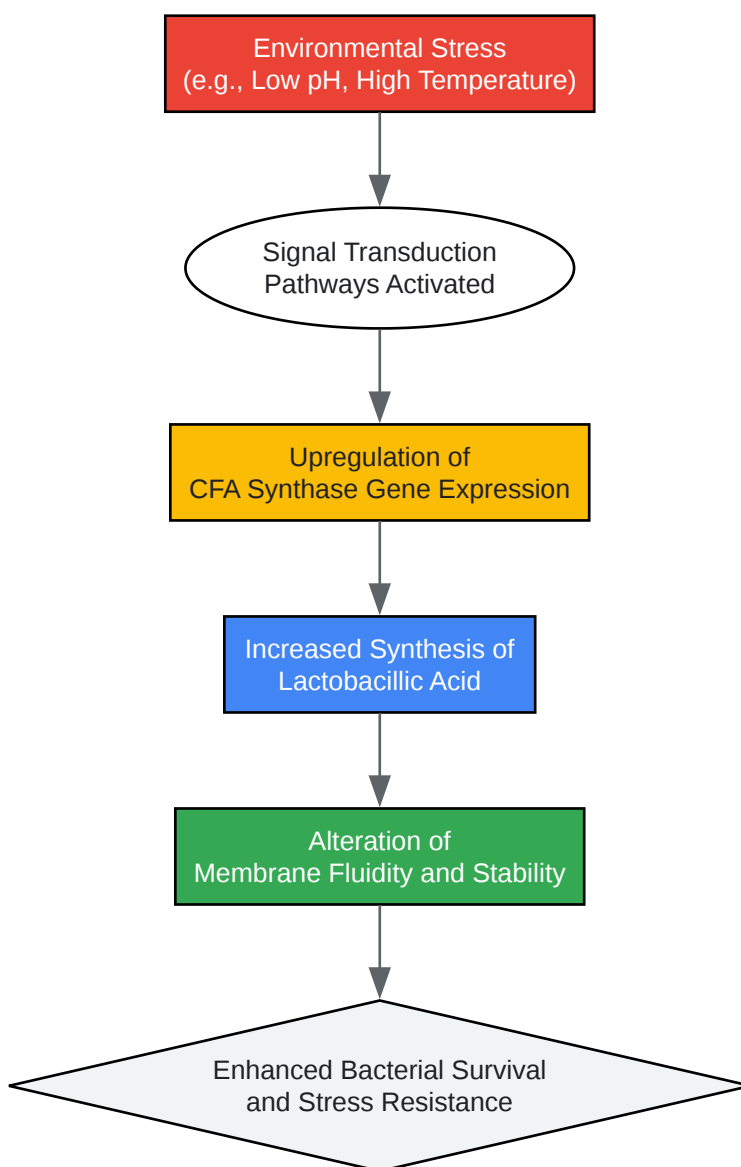 Environmental Stress
(e.g., Low pH, High Temperature)
Signal Transduction
Pathways Activated
Upregulation of
CFA Synthase Gene Expression
Increased Synthesis of
Lactobacillic Acid
Alteration of
Membrane Fluidity and Stability
Enhanced Bacterial Survival
and Stress Resistance